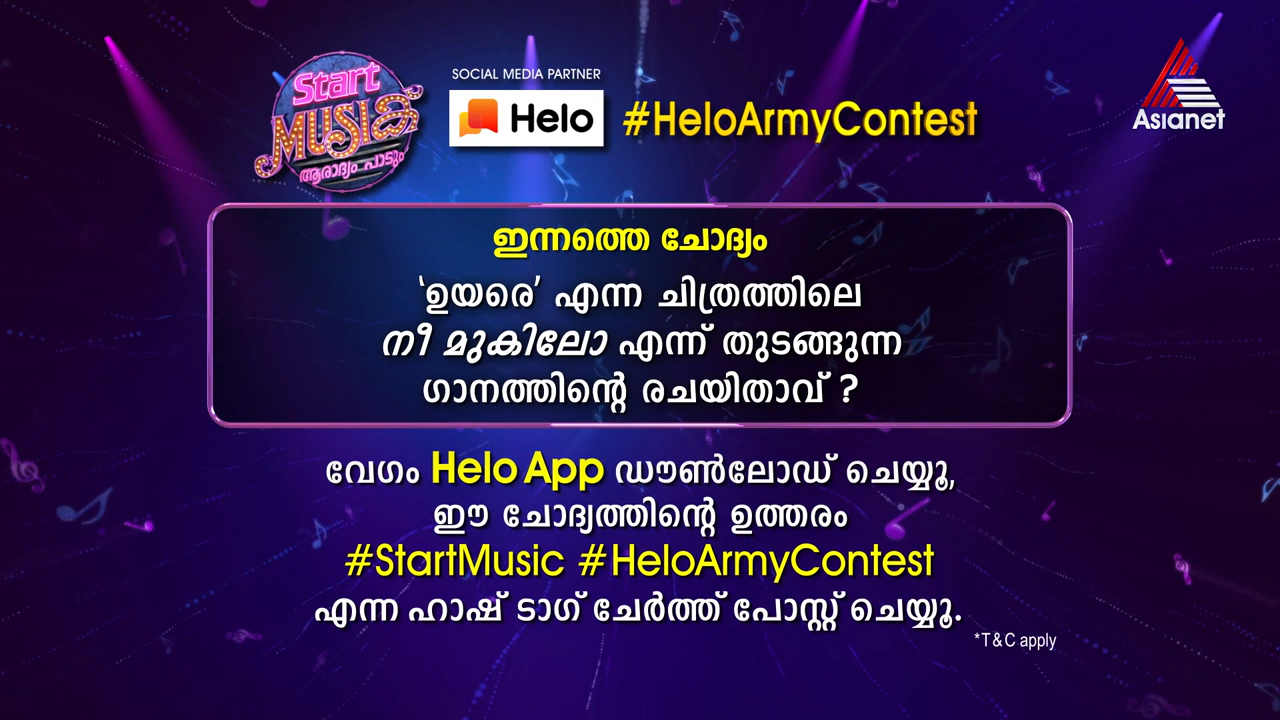 Start
MUSIക്
ആരാദ്യം പാടും
SOCIAL MEDIA PARTNER
Helo
#HeloArmyContest
Asianet
ഇന്നത്തെ ചോദ്യം
‘ഉയരെ’ എന്ന ചിത്രത്തിലെ
നീ മുകിലോ എന്ന് തുടങ്ങുന്ന
ഗാനത്തിന്റെ രചയിതാവ് ?
വേഗം Helo App ഡൗൺലോഡ് ചെയ്യൂ,
ഈ ചോദ്യത്തിന്റെ ഉത്തരം
#StartMusic #HeloArmyContest
എന്ന ഹാഷ് ടാഗ് ചേർത്ത് പോസ്റ്റ് ചെയ്യൂ.
*T & C apply